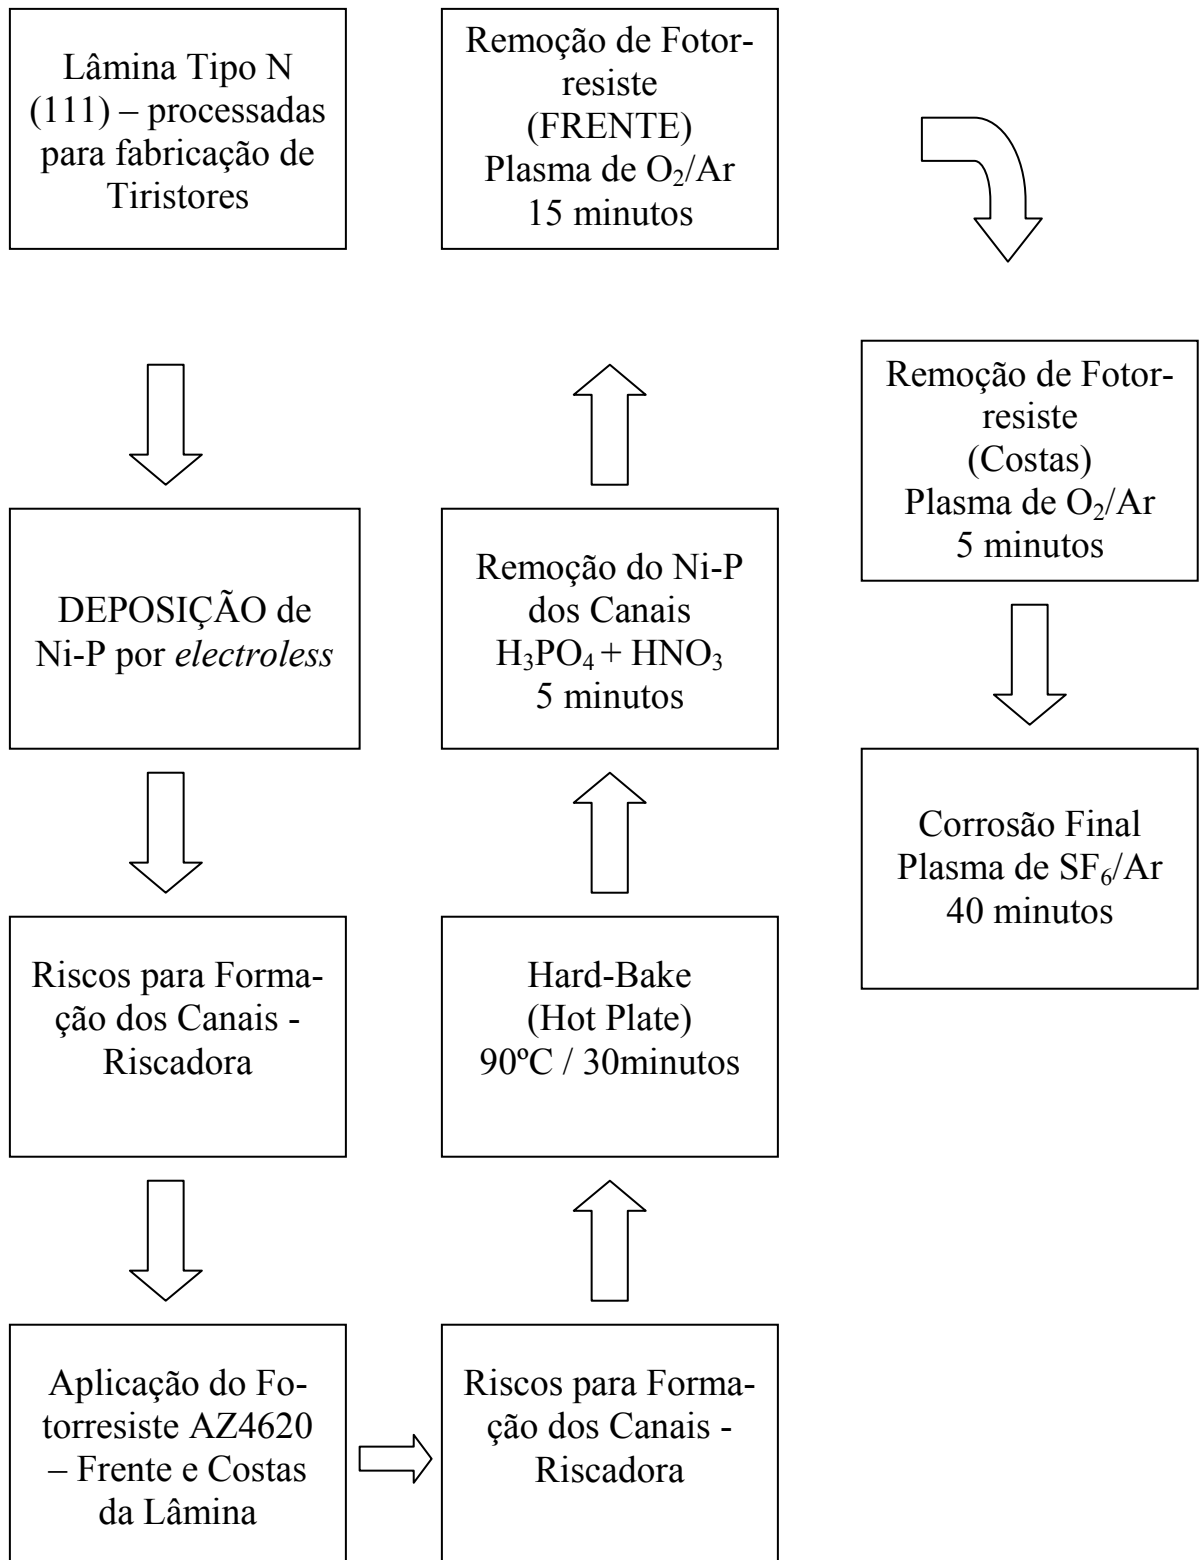 Lâmina Tipo N
(111) – processadas
para fabricação de
Tiristores
DEPOSIÇÃO de
Ni-P por electroless
Riscos para Forma-
ção dos Canais -
Riscadora
Aplicação do Fo-
torresiste AZ4620
– Frente e Costas
da Lâmina
Riscos para Forma-
ção dos Canais -
Riscadora
Hard-Bake
(Hot Plate)
90ºC / 30minutos
Remoção do Ni-P
dos Canais
H₃PO₄ + HNO₃
5 minutos
Remoção de Fotor-
resiste
(FRENTE)
Plasma de O₂/Ar
15 minutos
Remoção de Fotor-
resiste
(Costas)
Plasma de O₂/Ar
5 minutos
Corrosão Final
Plasma de SF₆/Ar
40 minutos